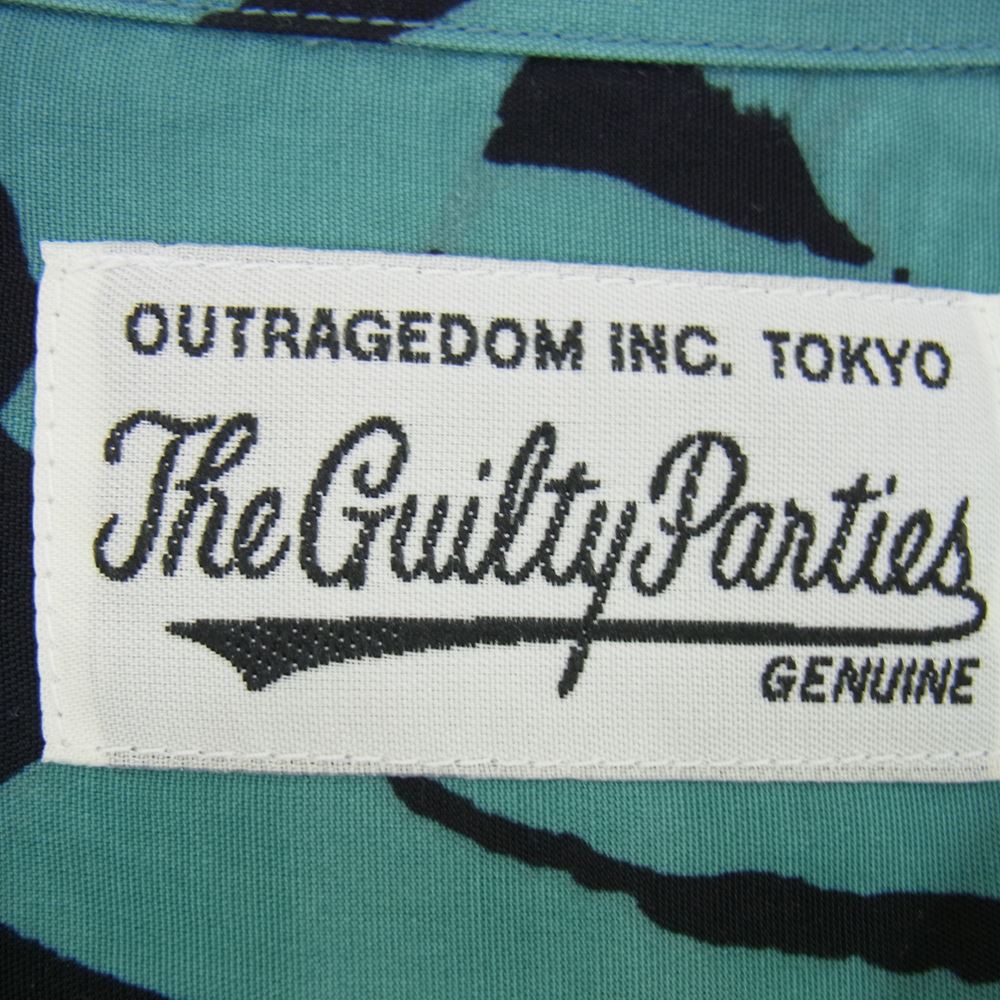 OUTRAGEDOM INC. TOKYO
The Guilty Parties
GENUINE